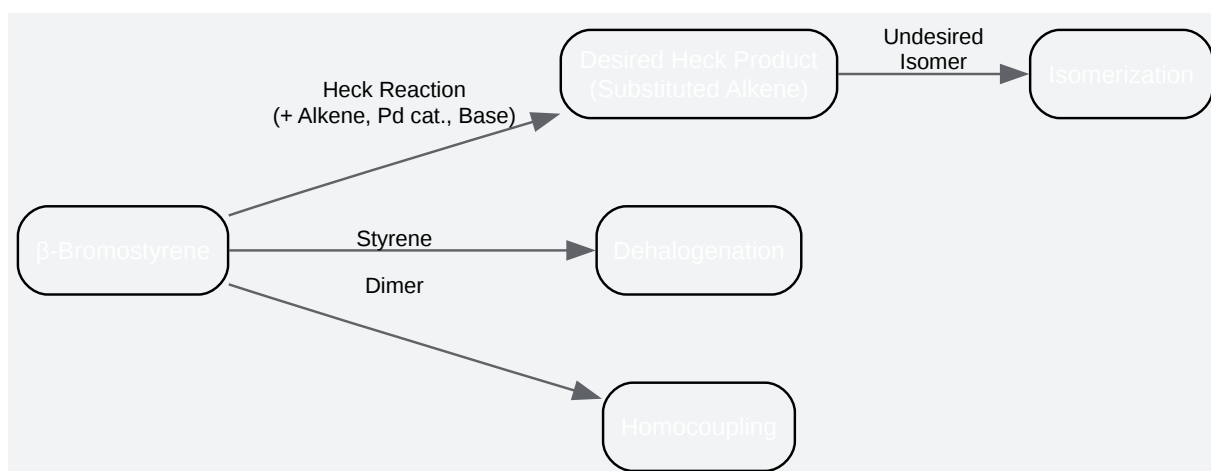 Undesired
Isomer
Desired Heck Product
(Substituted Alkene)
Isomerization
Heck Reaction
(+ Alkene, Pd cat., Base)
β-Bromostyrene
Styrene
Dehalogenation
Dimer
Homocoupling